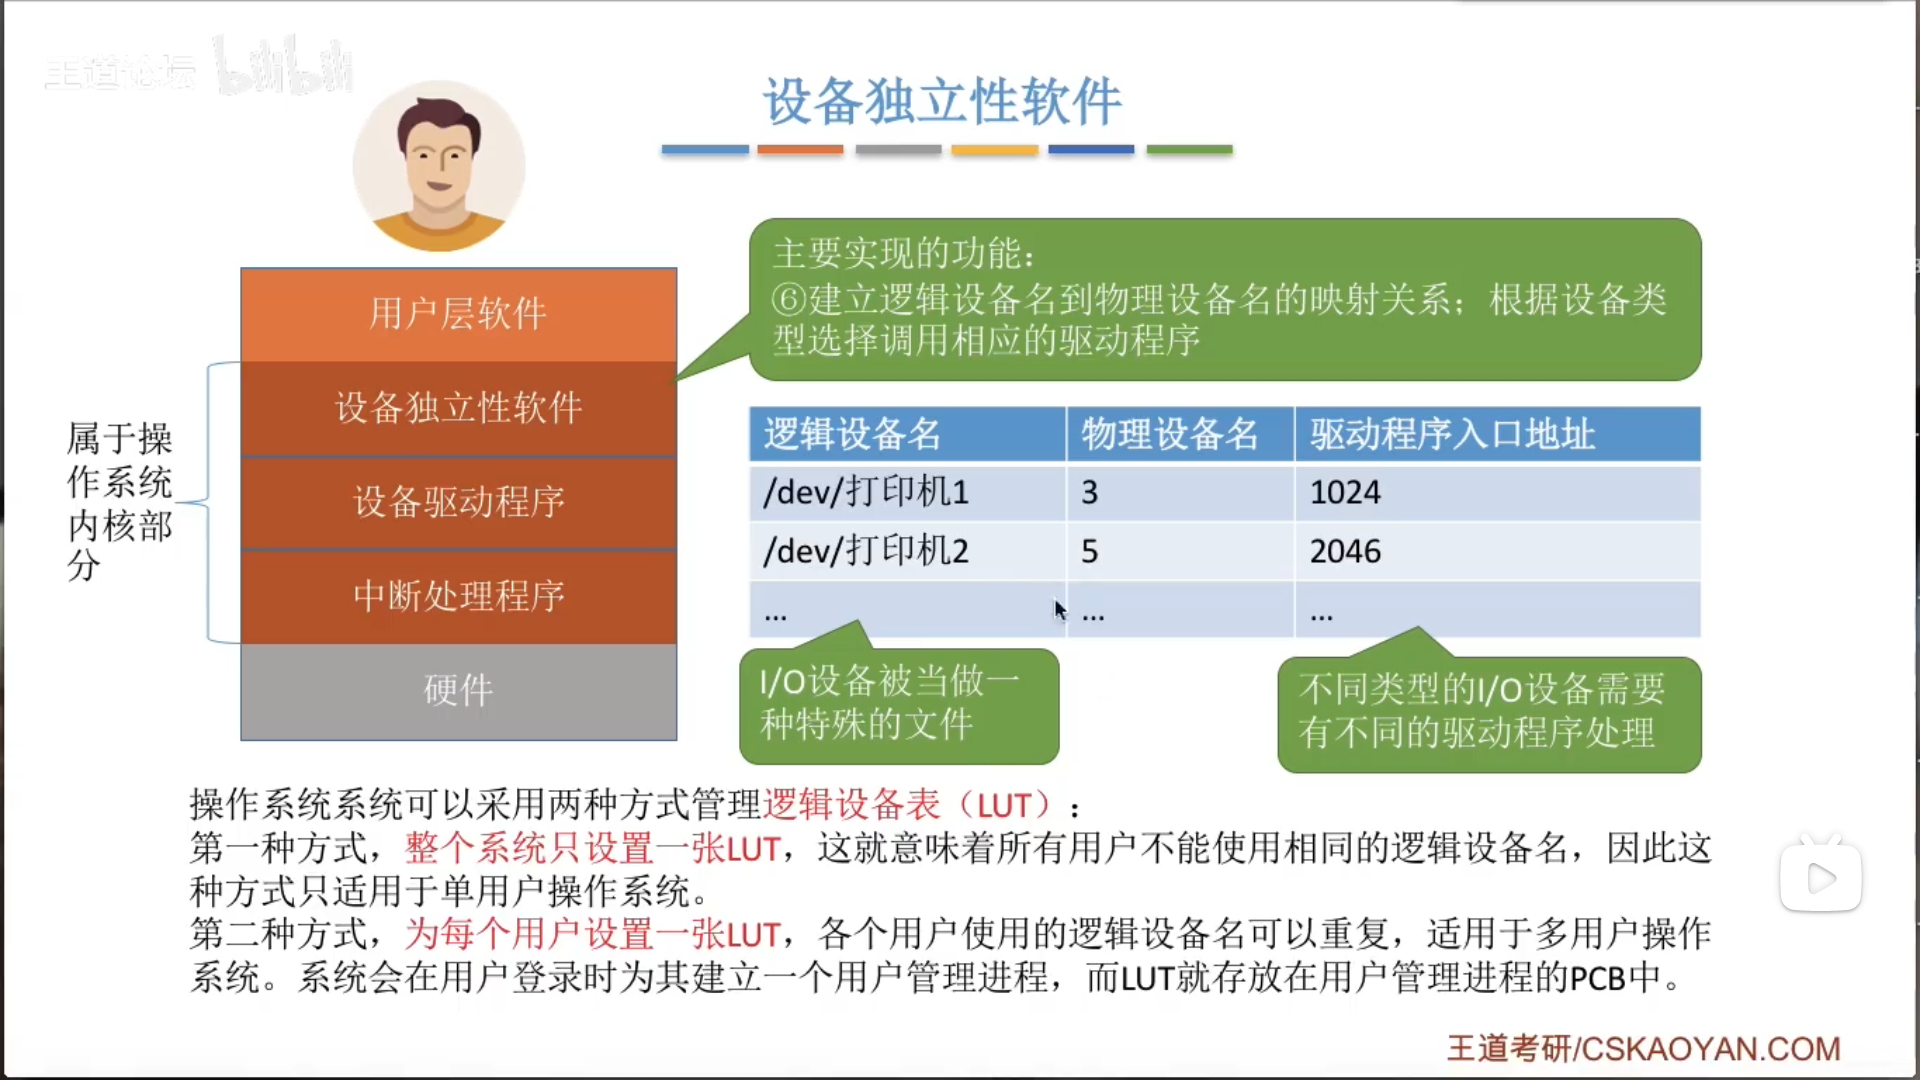 王道论坛 bilibili
设备独立性软件
主要实现的功能：
⑥建立逻辑设备名到物理设备名的映射关系；根据设备类
型选择调用相应的驱动程序
用户层软件
设备独立性软件
设备驱动程序
中断处理程序
硬件
属于操
作系统
内核部
分
逻辑设备名 物理设备名 驱动程序入口地址
/dev/打印机1 3 1024
/dev/打印机2 5 2046
... ... ...
I/O设备被当做一
种特殊的文件
不同类型的I/O设备需要
有不同的驱动程序处理
操作系统系统可以采用两种方式管理逻辑设备表（LUT）：
第一种方式，整个系统只设置一张LUT，这就意味着所有用户不能使用相同的逻辑设备名，因此这
种方式只适用于单用户操作系统。
第二种方式，为每个用户设置一张LUT，各个用户使用的逻辑设备名可以重复，适用于多用户操作
系统。系统会在用户登录时为其建立一个用户管理进程，而LUT就存放在用户管理进程的PCB中。
王道考研/CSKAOYAN.COM